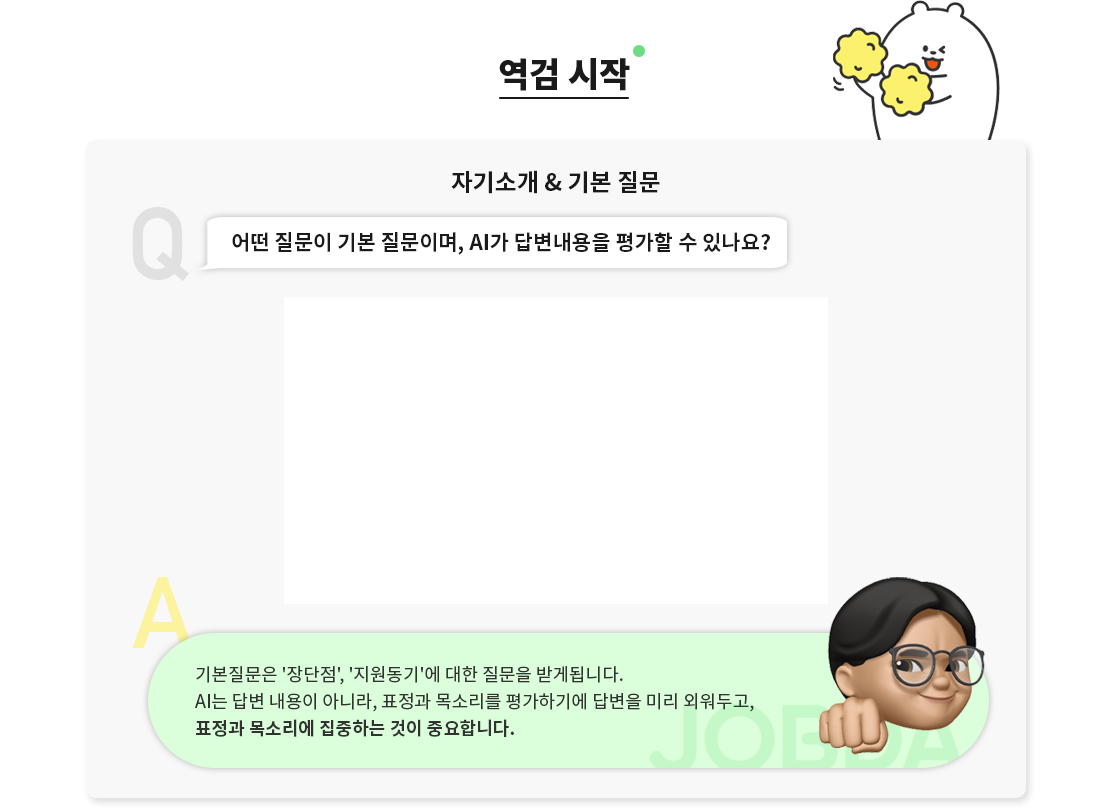 역검 시작
자기소개 & 기본 질문
Q
어떤 질문이 기본 질문이며, AI가 답변내용을 평가할 수 있나요?
A
기본질문은 '장단점', '지원동기'에 대한 질문을 받게됩니다.
AI는 답변 내용이 아니라, 표정과 목소리를 평가하기에 답변을 미리 외워두고,
표정과 목소리에 집중하는 것이 중요합니다.
JOBDA